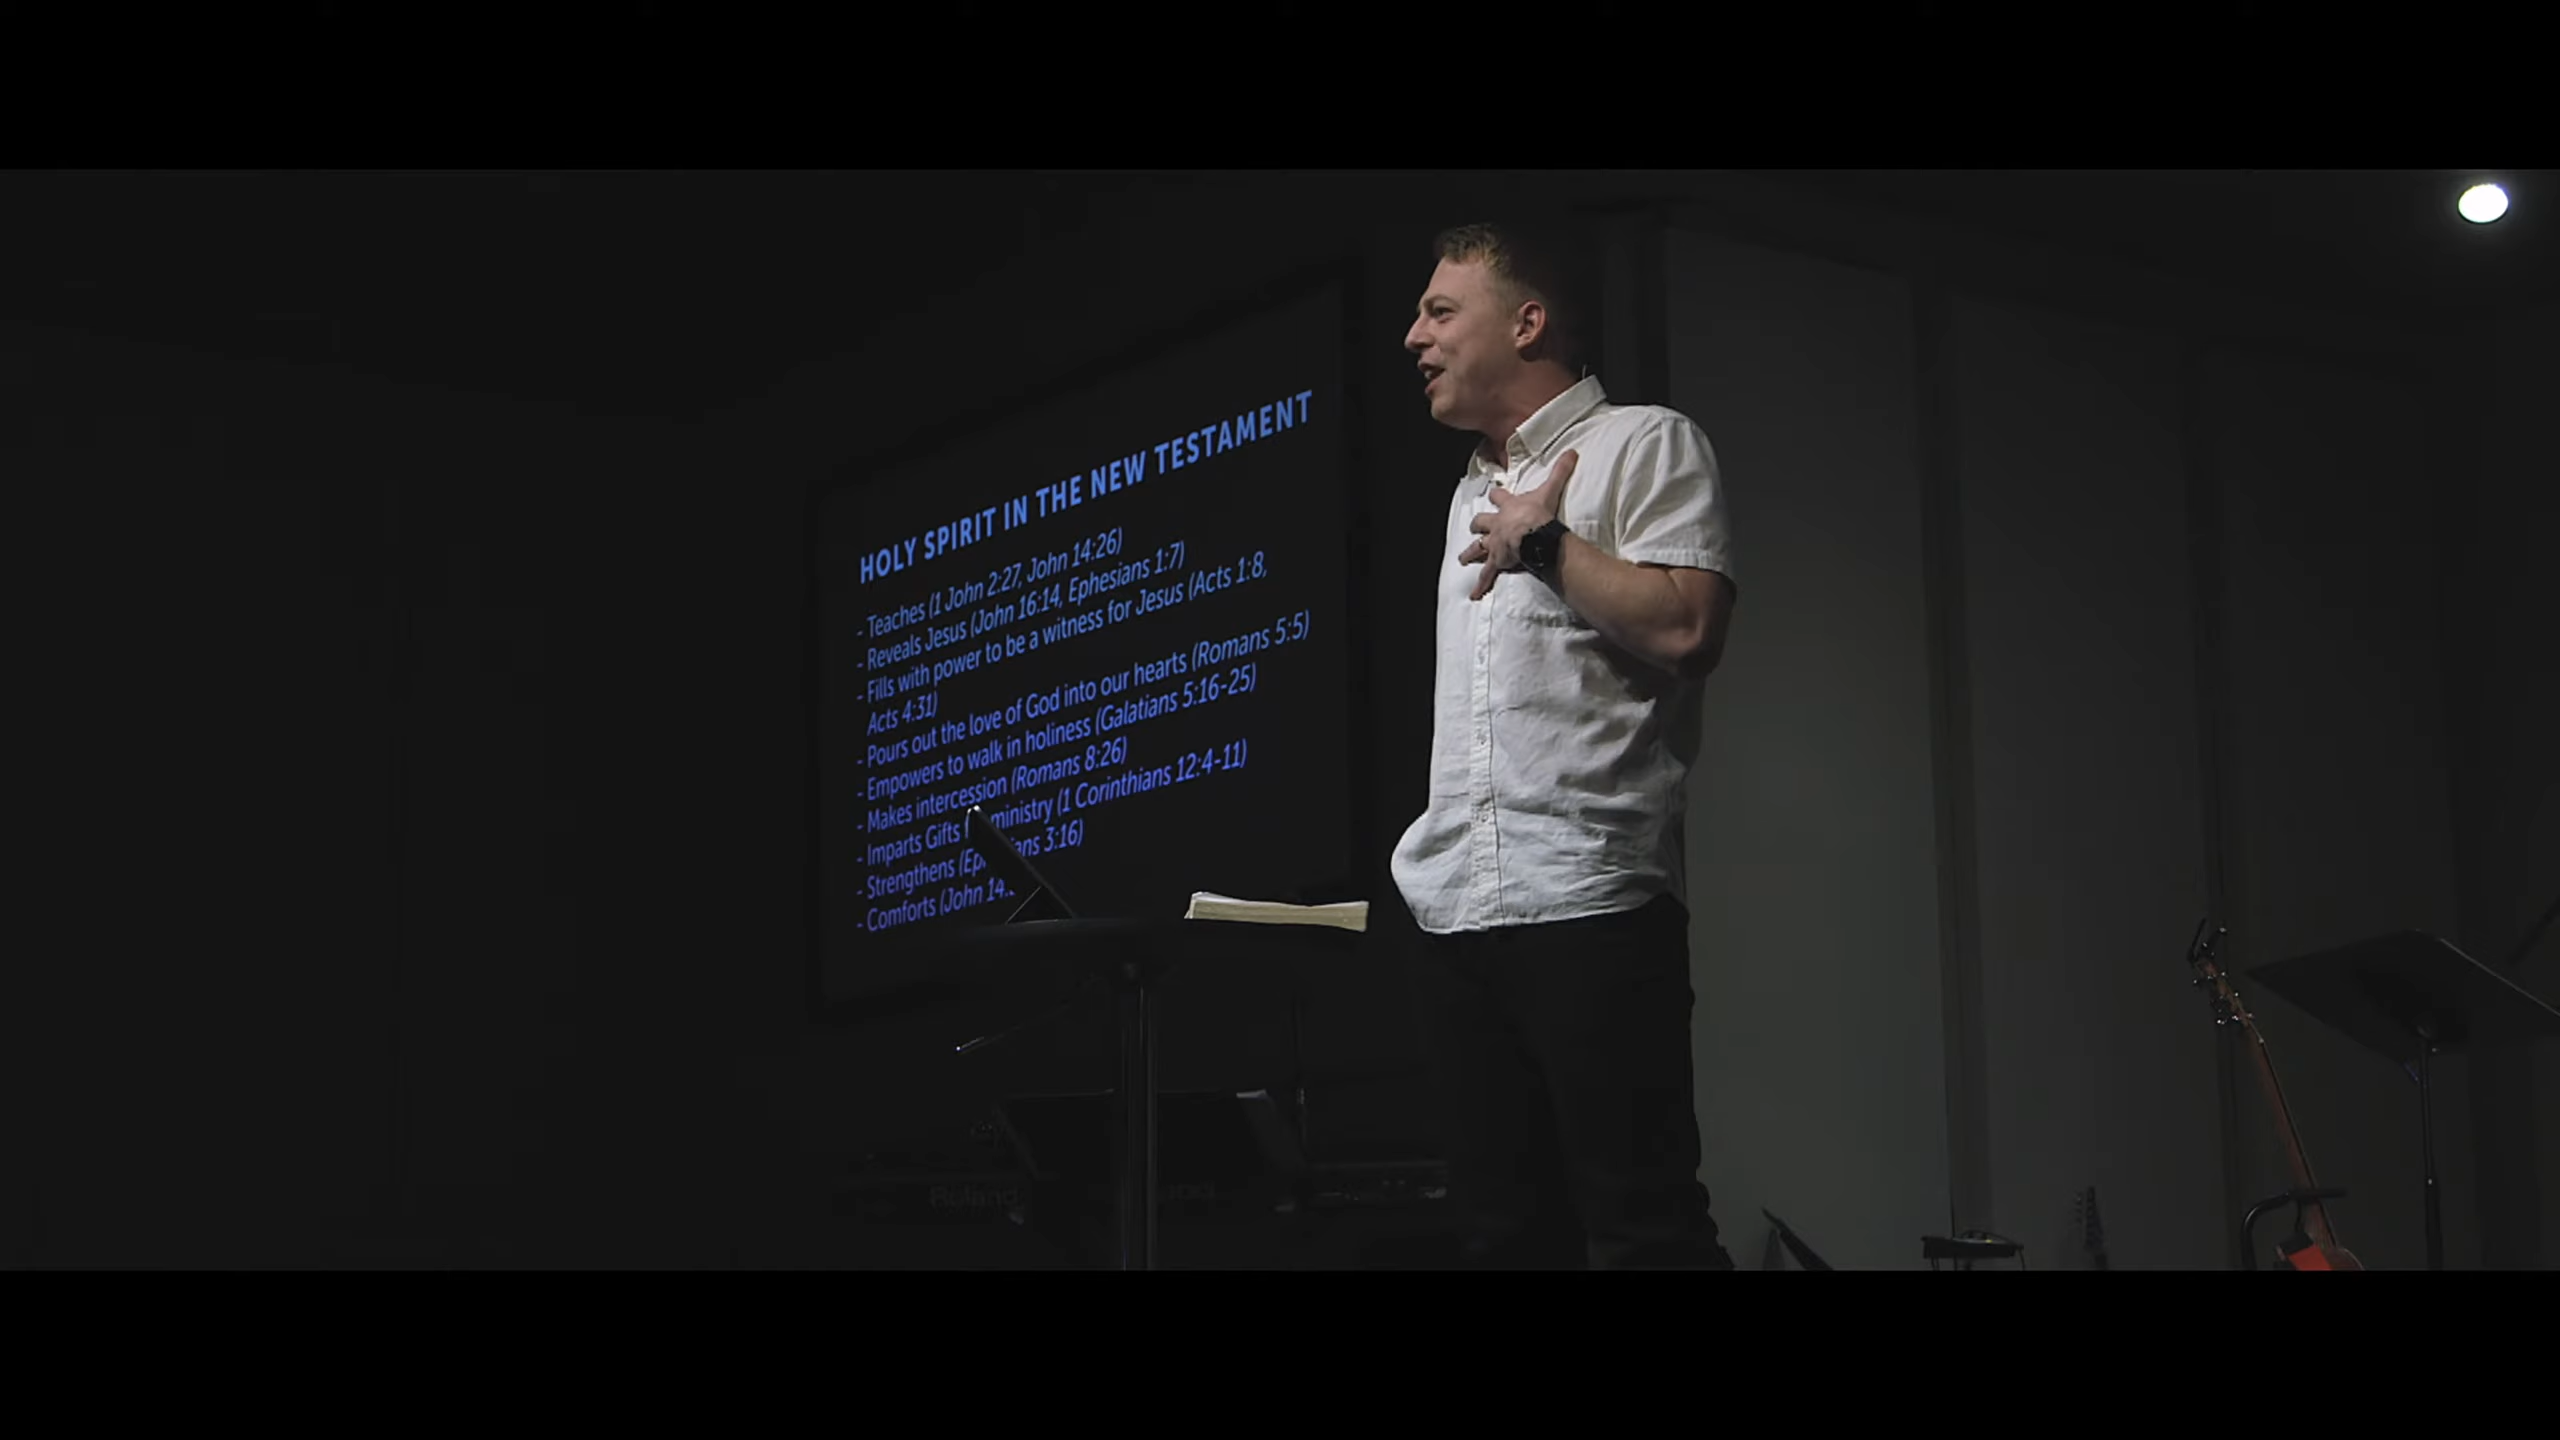 HOLY SPIRIT IN THE NEW TESTAMENT
- Teaches (1 John 2:27, John 14:26)
- Reveals Jesus (John 16:14, Ephesians 1:7)
- Fills with power to be a witness for Jesus (Acts 1:8,
Acts 4:31)
- Pours out the love of God into our hearts (Romans 5:5)
- Empowers to walk in holiness (Galatians 5:16-25)
- Makes intercession (Romans 8:26)
- Imparts Gifts ministry (1 Corinthians 12:4-11)
- Strengthens 3:16)
- Comforts (John
Roland